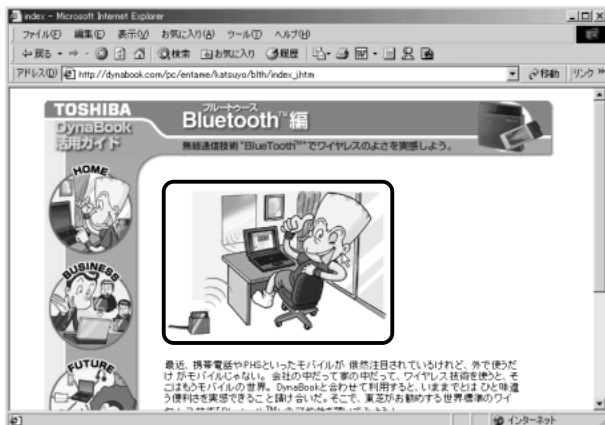 index - Microsoft Internet Explorer
ファイル(F) 編集(E) 表示(V) お気に入り(A) ツール(T) ヘルプ(H)
戻る 検索 お気に入り 履歴
アドレス(D) http://dynabook.com/pc/entame/katsuyo/blth/index_j.htm 移動 リンク
TOSHIBA
DynaBook
活用ガイド
ブルートゥース
Bluetooth™編
無線通信技術"BlueTooth™"でワイヤレスのよさを実感しよう。
HOME
BUSINESS
FUTURE
最近、携帯電話やPHSといったモバイルが 俄然注目されているけれど、外で使うだ
け がモバイルじゃない。会社の中だって家の中だって、ワイヤレス技術を使うと、そ
こはもうモバイルの世界。DynaBookと合わせて利用すると、いままでとは ひと味違
う便利さを実感できること請け合いだ。そこで、東芝がお勧めする世界標準のワイ
インターネット